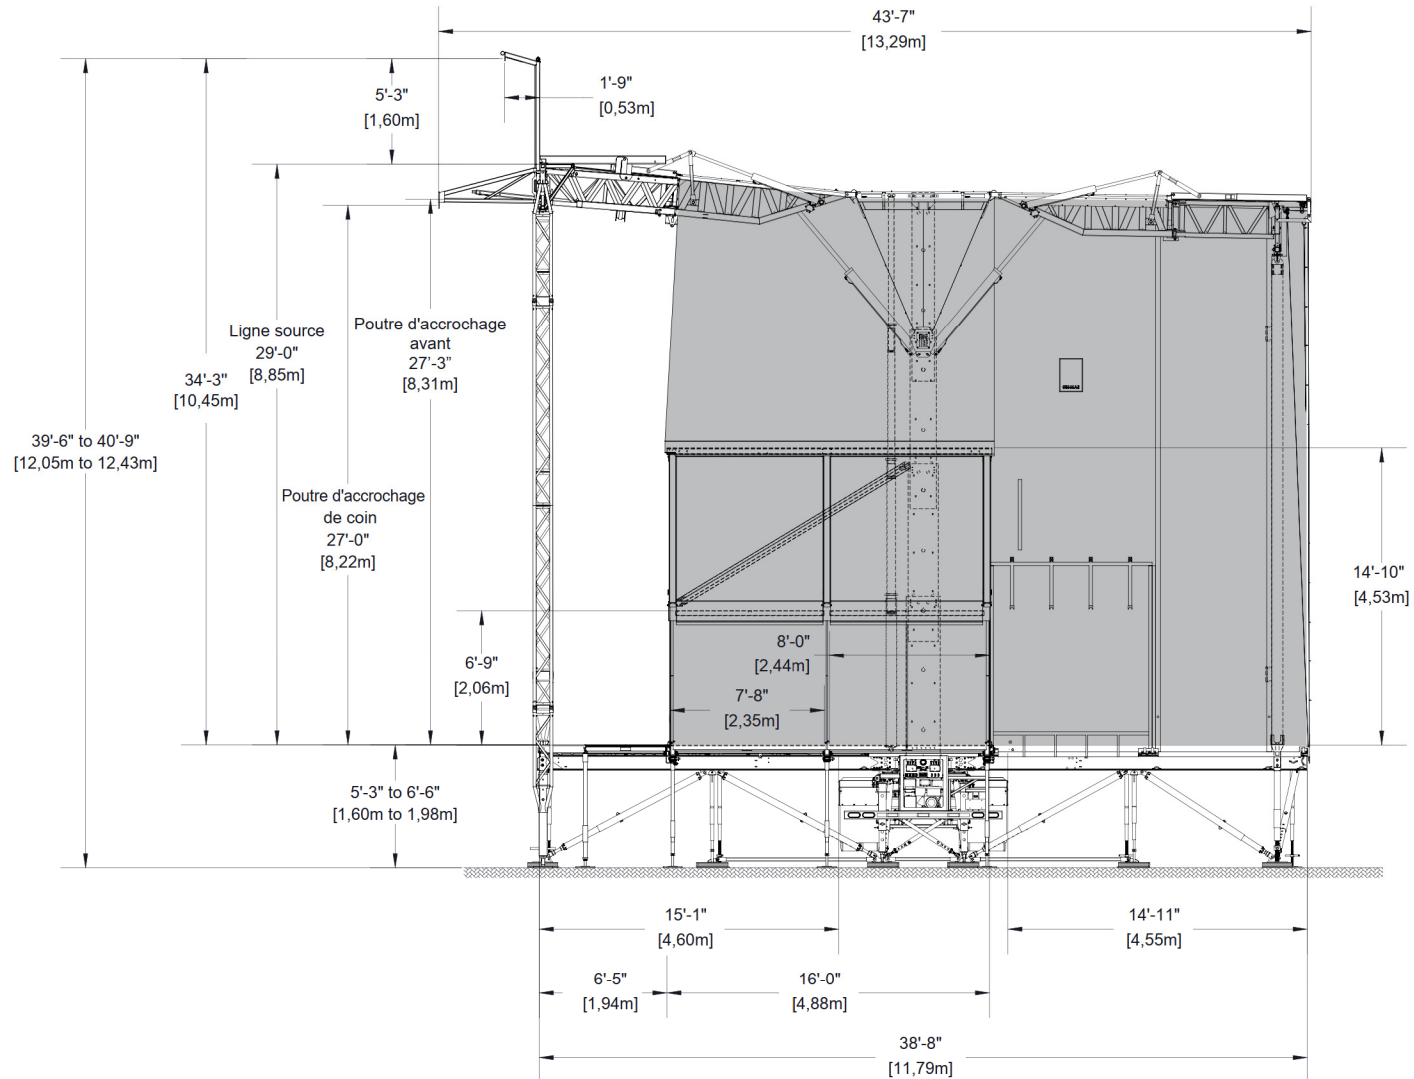 43'-7"
[13,29m]
5'-3"
[1,60m]
1'-9"
[0,53m]
Ligne source
29'-0"
[8,85m]
Poutre d'accrochage
avant
27'-3"
[8,31m]
34'-3"
[10,45m]
39'-6" to 40'-9"
[12,05m to 12,43m]
Poutre d'accrochage
de coin
27'-0"
[8,22m]
14'-10"
[4,53m]
6'-9"
[2,06m]
8'-0"
[2,44m]
7'-8"
[2,35m]
5'-3" to 6'-6"
[1,60m to 1,98m]
15'-1"
[4,60m]
14'-11"
[4,55m]
6'-5"
[1,94m]
16'-0"
[4,88m]
38'-8"
[11,79m]